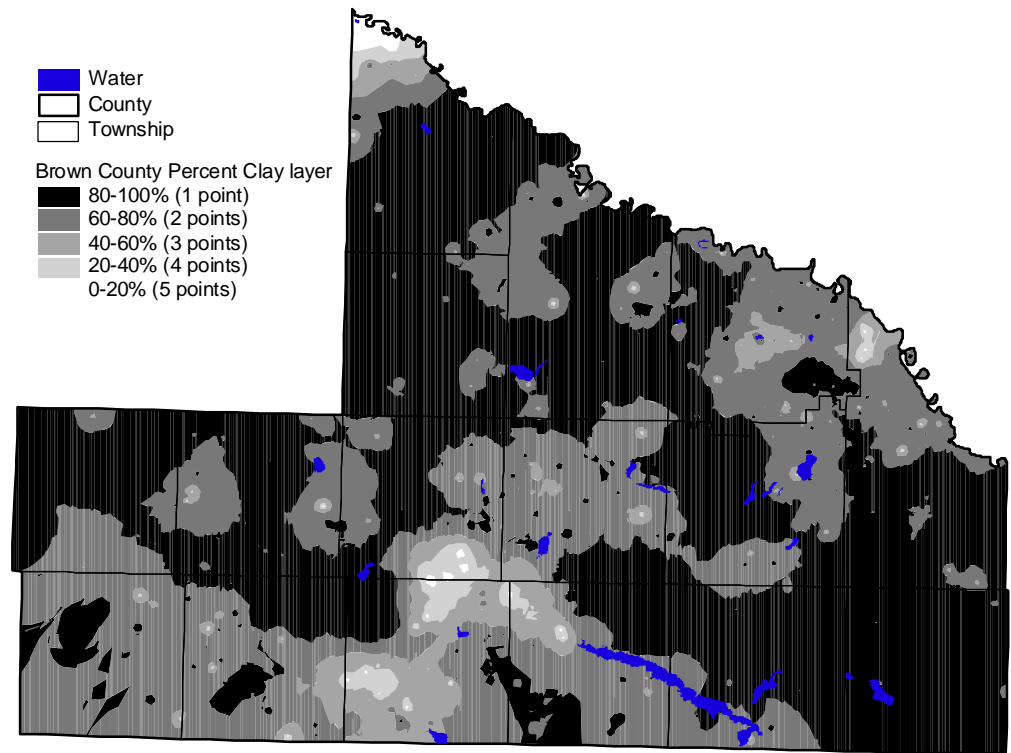 Water
County
Township
Brown County Percent Clay layer
80-100% (1 point)
60-80% (2 points)
40-60% (3 points)
20-40% (4 points)
0-20% (5 points)